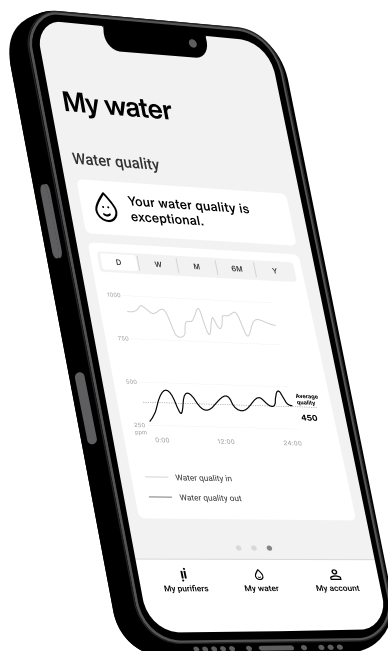 My water
Water quality
Your water quality is
exceptional.
D W M 6M Y
1000
750
500
Average
quality
450
250
ppm
0:00 12:00 24:00
Water quality in
Water quality out
My purifiers My water My account